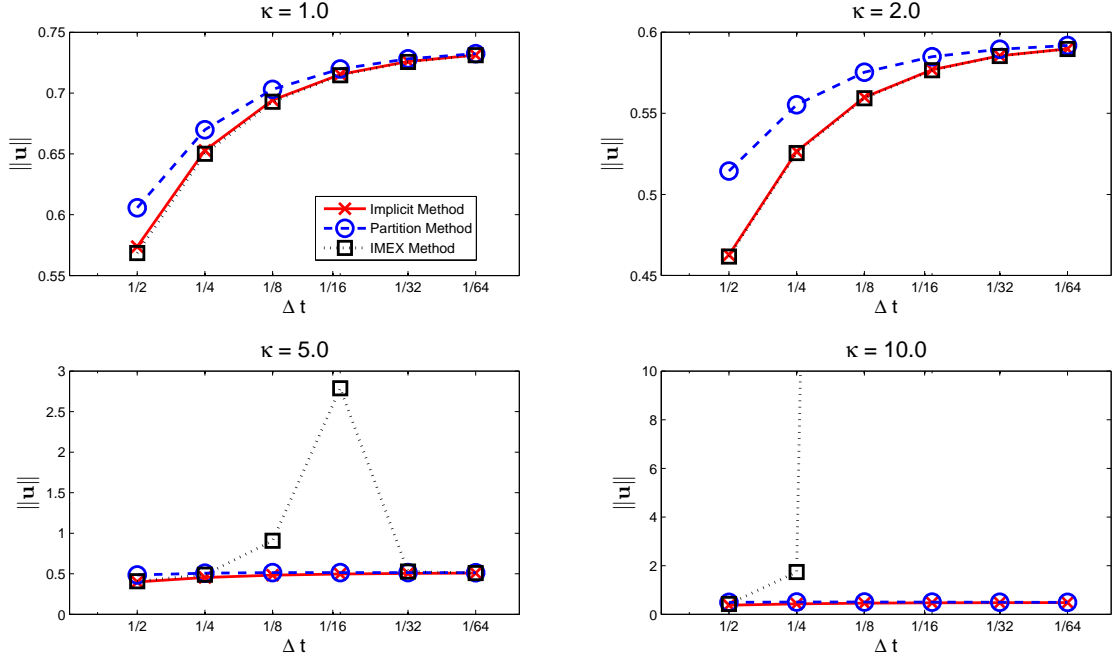 κ = 1.0
0.75
0.7
0.65
0.6
0.55
||u||
Implicit Method
Partition Method
IMEX Method
1/2 1/4 1/8 1/16 1/32 1/64
Δ t
κ = 2.0
0.6
0.55
0.5
0.45
||u||
1/2 1/4 1/8 1/16 1/32 1/64
Δ t
κ = 5.0
3
2.5
2
1.5
1
0.5
0
||u||
1/2 1/4 1/8 1/16 1/32 1/64
Δ t
κ = 10.0
10
8
6
4
2
0
||u||
1/2 1/4 1/8 1/16 1/32 1/64
Δ t